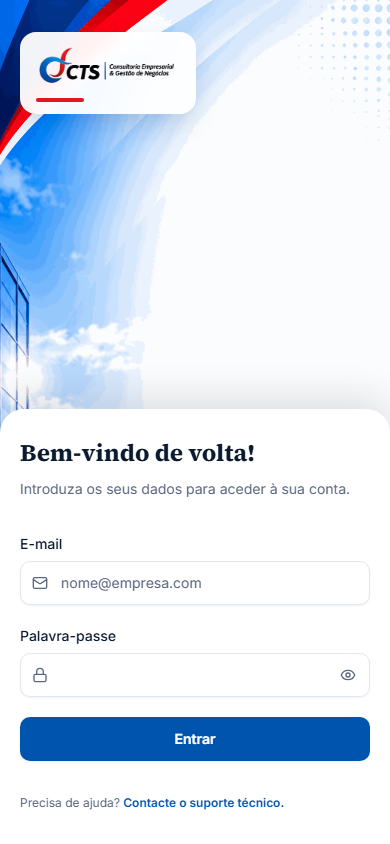 CTS
Consultoria Empresarial
& Gestão de Negócios
Bem-vindo de volta!
Introduza os seus dados para aceder à sua conta.
E-mail
nome@empresa.com
Palavra-passe
Entrar
Precisa de ajuda? Contacte o suporte técnico.